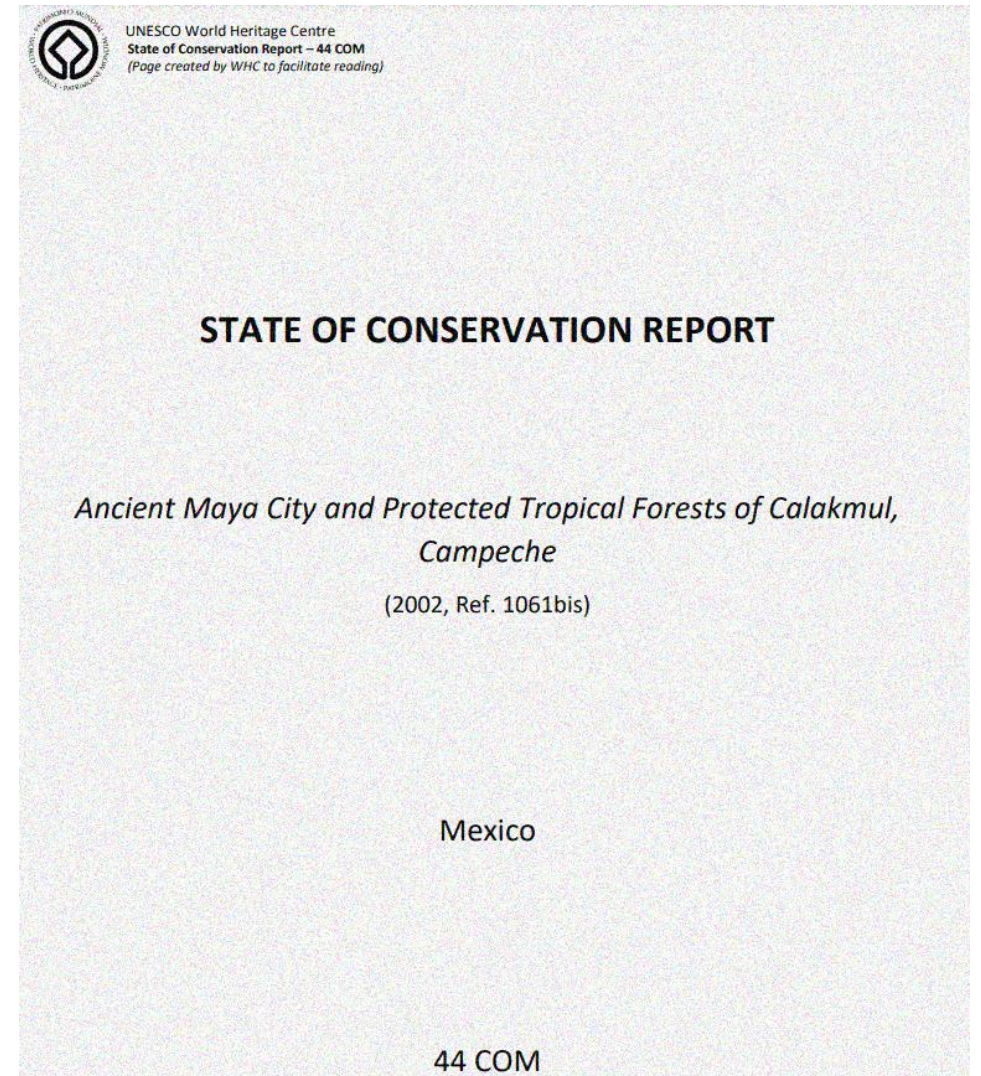 UNESCO World Heritage Centre
State of Conservation Report – 44 COM
(Page created by WHC to facilitate reading)
STATE OF CONSERVATION REPORT
Ancient Maya City and Protected Tropical Forests of Calakmul,
Campeche
(2002, Ref. 1061bis)
Mexico
44 COM